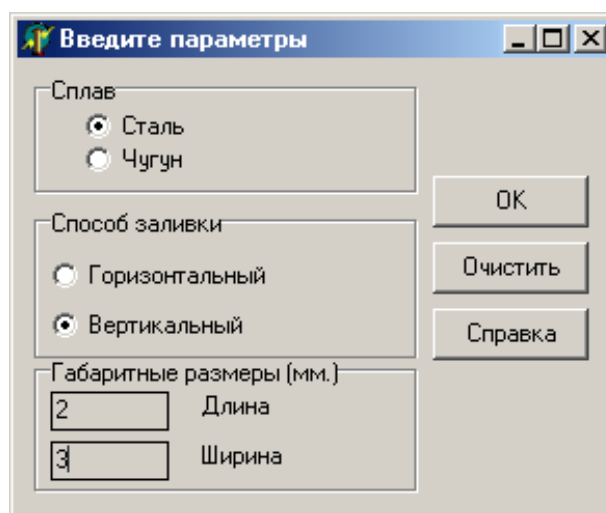 Введите параметры
Сплав
Сталь
Чугун
OK
Способ заливки
Горизонтальный
Очистить
Вертикальный
Справка
Габаритные размеры (мм.)
2 Длина
3 Ширина